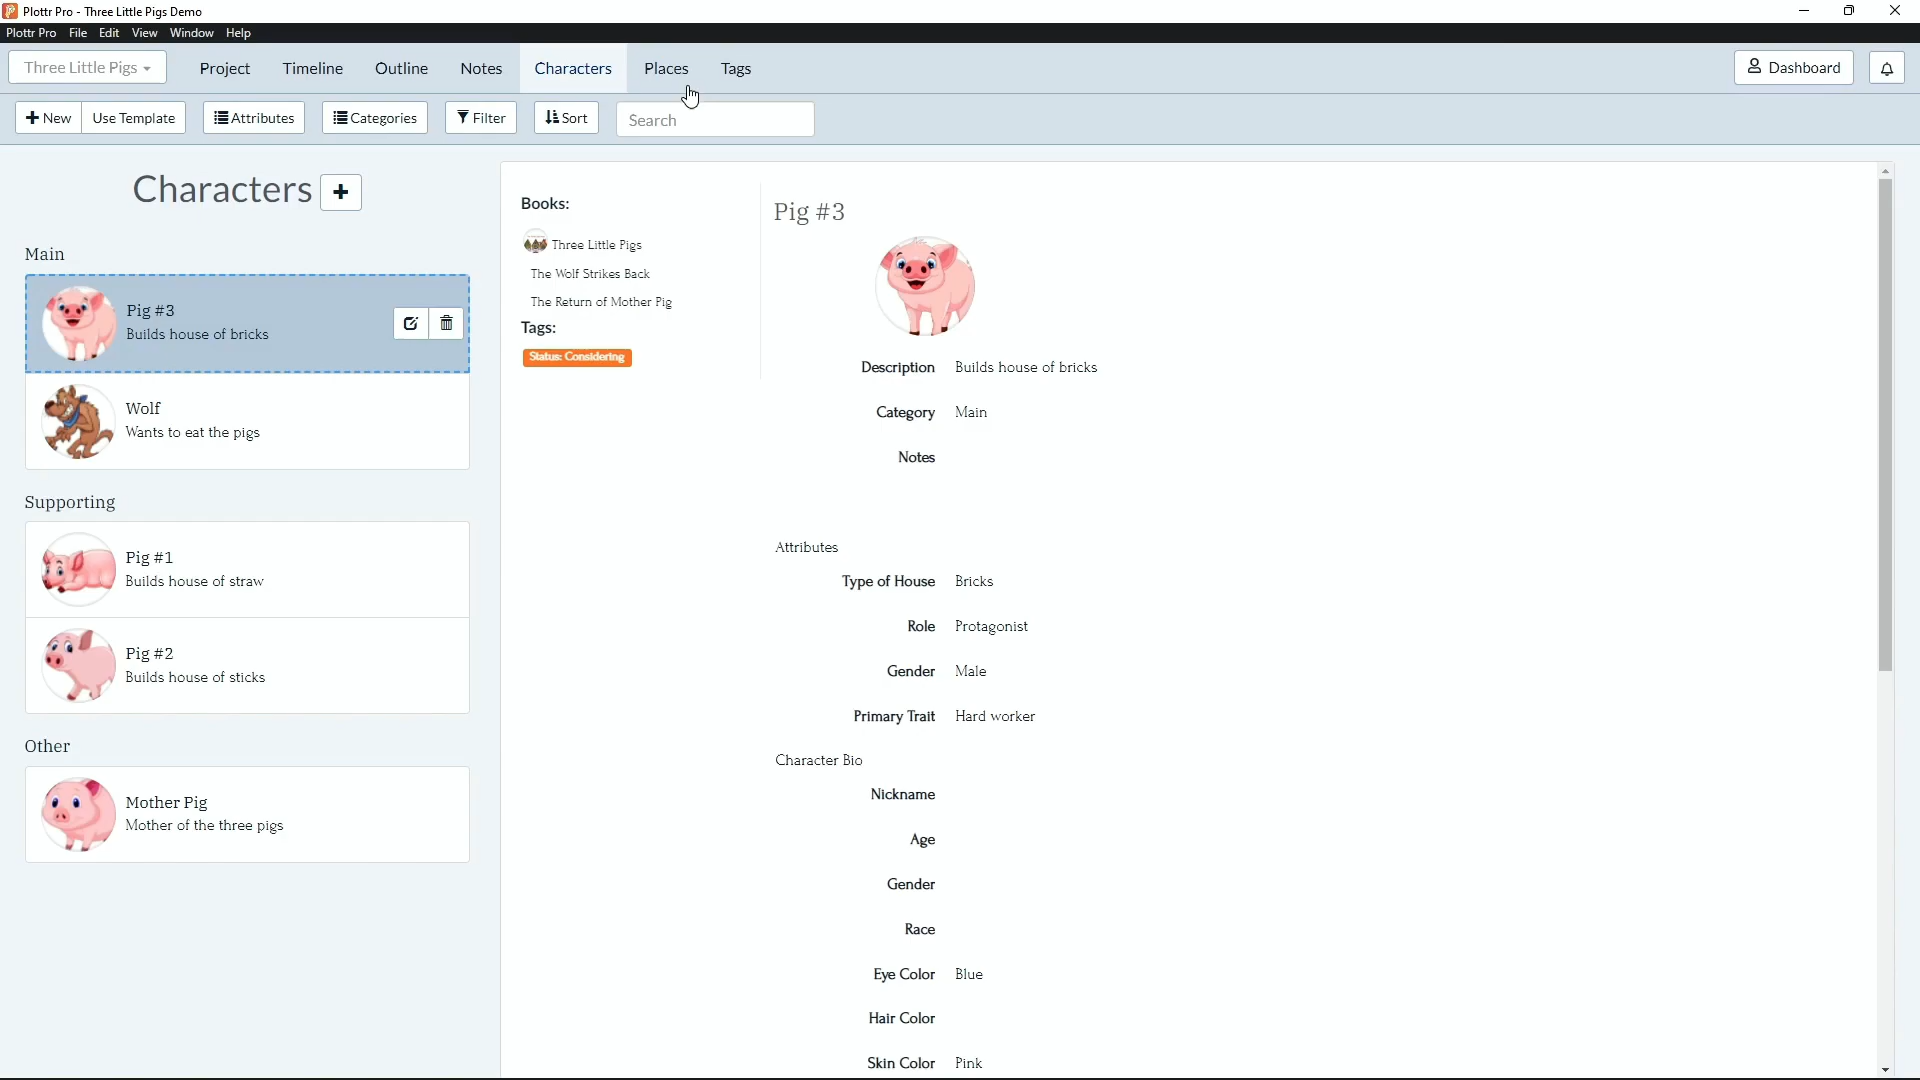 Plottr Pro - Three Little Pigs Demo
Plottr Pro File Edit View Window Help
Three Little Pigs Project Timeline Outline Notes Characters Places Tags Dashboard
New Use Template Attributes Categories Filter Sort Search
Characters
Main
Pig #3
Builds house of bricks
Wolf
Wants to eat the pigs
Supporting
Pig #1
Builds house of straw
Pig #2
Builds house of sticks
Other
Mother Pig
Mother of the three pigs
Books:
Three Little Pigs
The Wolf Strikes Back
The Return of Mother Pig
Tags:
Status: Considering
Pig #3
Description Builds house of bricks
Category Main
Notes
Attributes
Type of House Bricks
Role Protagonist
Gender Male
Primary Trait Hard worker
Character Bio
Nickname
Age
Gender
Race
Eye Color Blue
Hair Color
Skin Color Pink